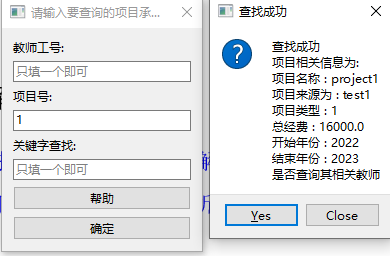 请输入要查询的项目承...
教师工号:
只填一个即可
项目号:
1
关键字查找:
只填一个即可
帮助
确定
查找成功
查找成功
项目相关信息为:
项目名称：project1
项目来源为：test1
项目类型：1
总经费：16000.0
开始年份：2022
结束年份：2023
是否查询其相关教师
Yes
Close